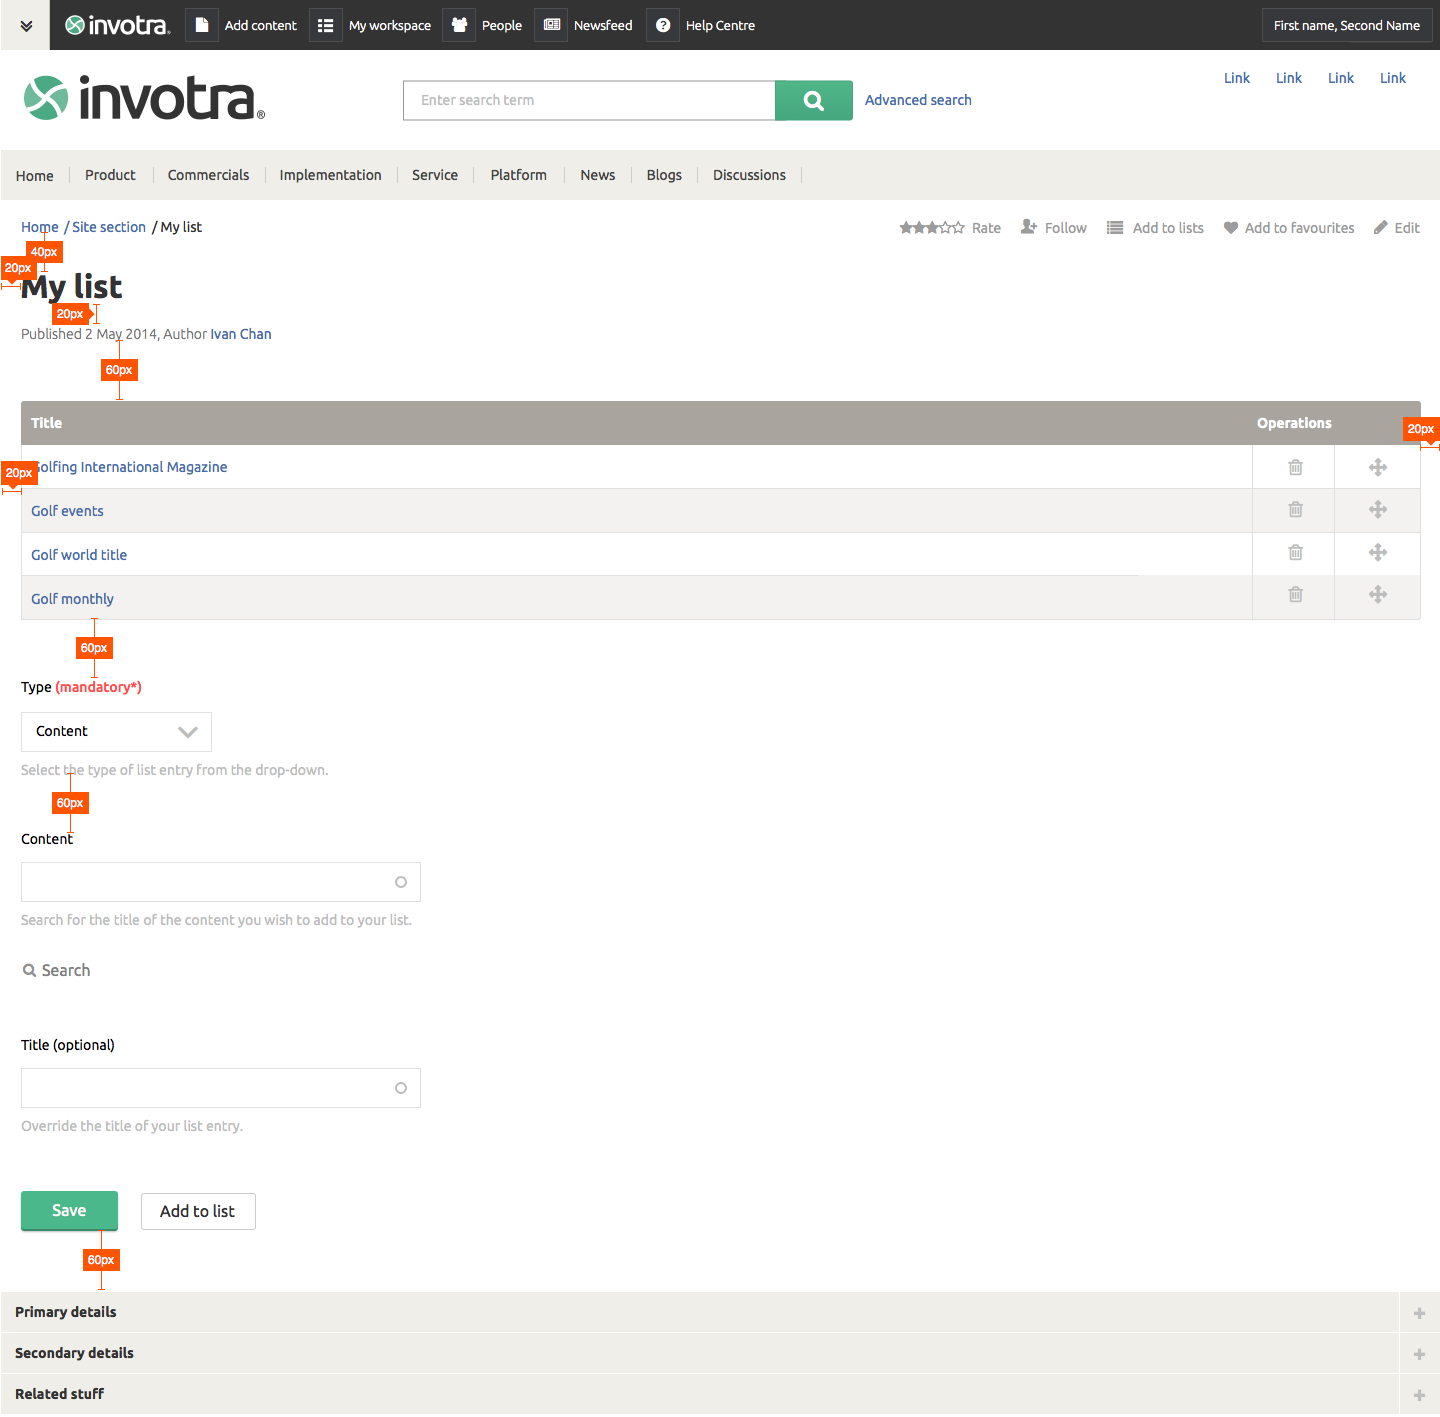 invotra. Add content My workspace People Newsfeed Help Centre First name, Second Name
Link Link Link Link
invotra® Enter search term Advanced search
Home Product Commercials Implementation Service Platform News Blogs Discussions
Home / Site section / My list Rate Follow Add to lists Add to favourites Edit
40px
20px
My list
20px
Published 2 May 2014, Author Ivan Chan
60px
Title Operations
20px
Golfing International Magazine
20px
Golf events
Golf world title
Golf monthly
60px
Type (mandatory*)
Content
Select the type of list entry from the drop-down.
60px
Content
Search for the title of the content you wish to add to your list.
Search
Title (optional)
Override the title of your list entry.
Save Add to list
60px
Primary details
Secondary details
Related stuff